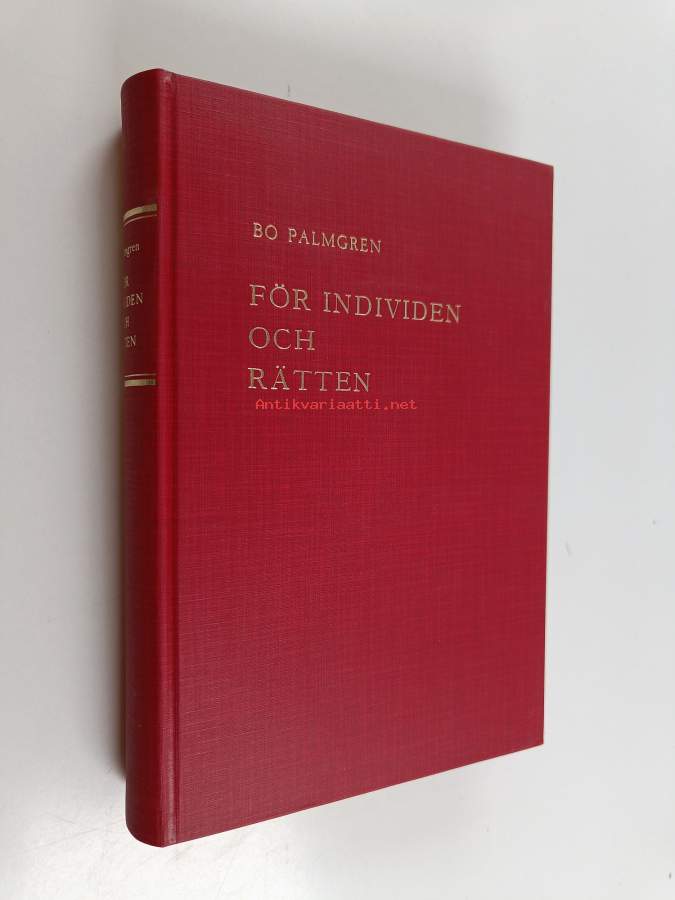 BO PALMGREN
FÖR INDIVIDEN
OCH
RÄTTEN
Antikvariaatti.net